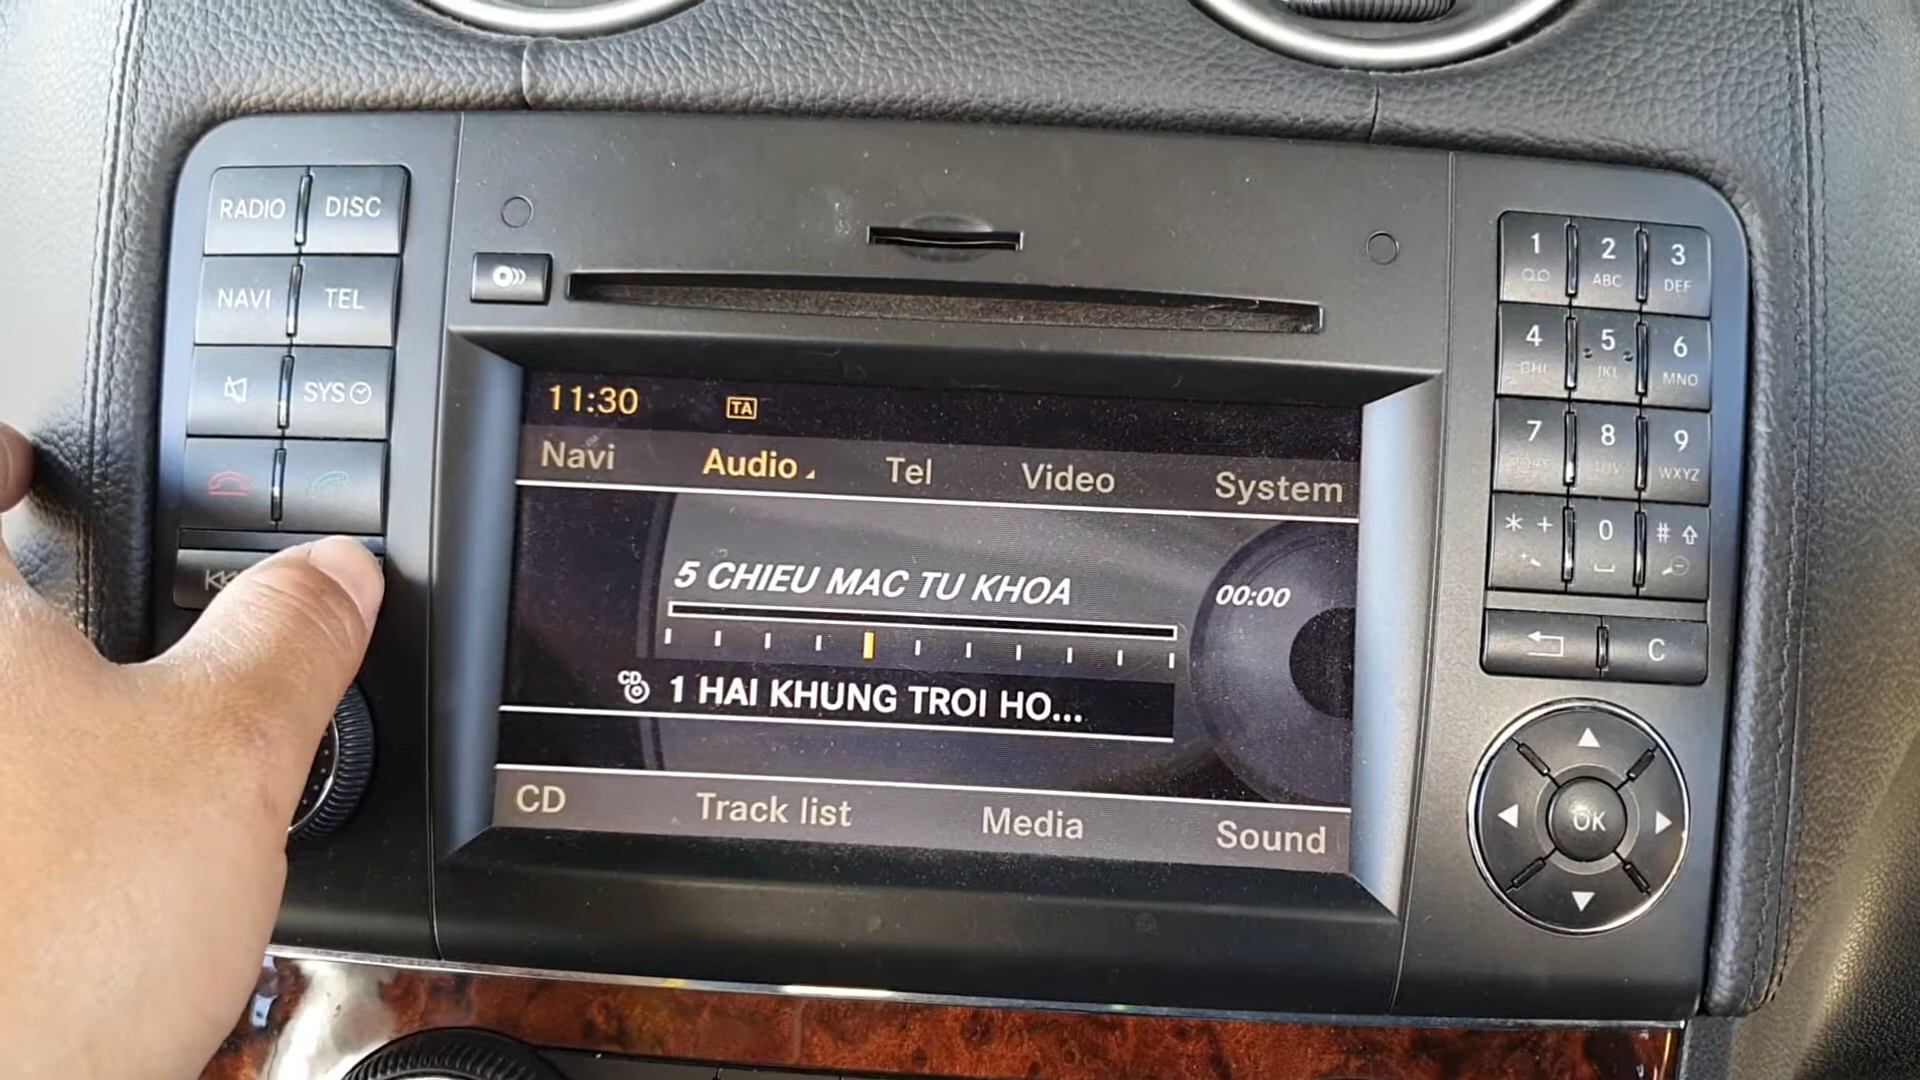 RADIO DISC
NAVI TEL
SYS
11:30 TA
Navi Audio Tel Video System
5 CHIEU MAC TU KHOA 00:00
CD 1 HAI KHUNG TROI HO...
CD Track list Media Sound
1 2 3
ABC DEF
4 5 6
GHI JKL MNO
7 8 9
WXYZ
* + 0 #
C
OK